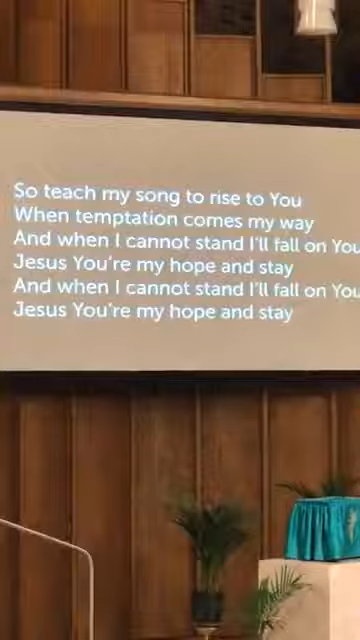 So teach my song to rise to You
When temptation comes my way
And when I cannot stand I'll fall on You
Jesus You're my hope and stay
And when I cannot stand I'll fall on You
Jesus You're my hope and stay